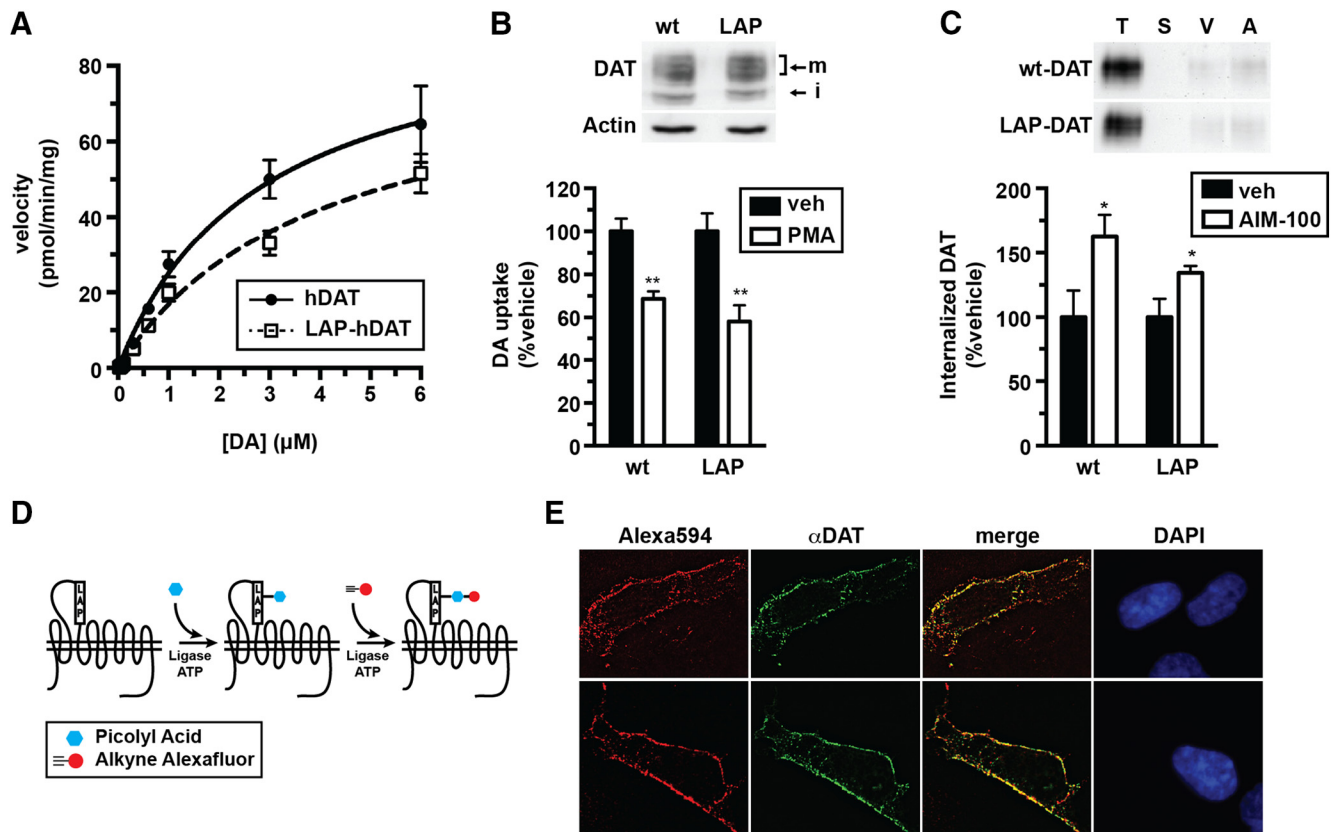 A
velocity
(pmol/min/mg)
80
60
40
20
0
0 1 2 3 4 5 6
[DA] (µM)
hDAT
LAP-hDAT
B
wt LAP
DAT
m
i
Actin
DA uptake
(%vehicle)
120
100
80
60
40
20
0
veh
PMA
**
**
wt LAP
C
T S V A
wt-DAT
LAP-DAT
Internalized DAT
(%vehicle)
200
150
100
50
0
veh
AIM-100
*
*
wt LAP
D
LAP
LAP
LAP
Ligase
ATP
Ligase
ATP
Picolyl Acid
Alkyne Alexafluor
E
Alexa594 αDAT merge DAPI